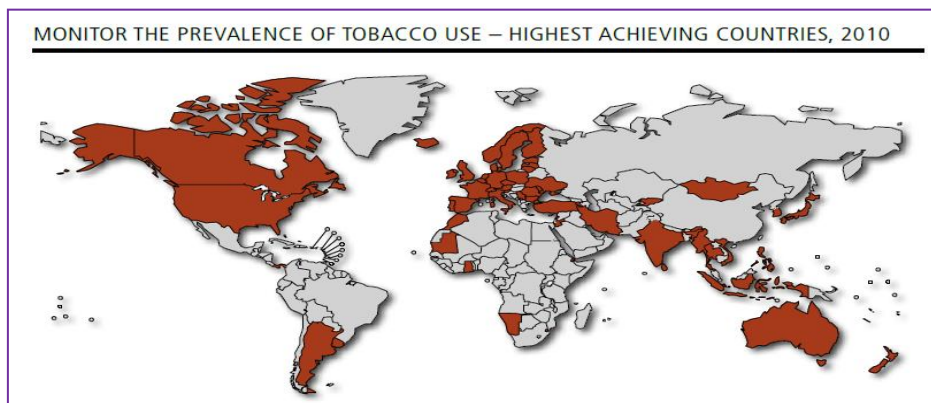 MONITOR THE PREVALENCE OF TOBACCO USE – HIGHEST ACHIEVING COUNTRIES, 2010